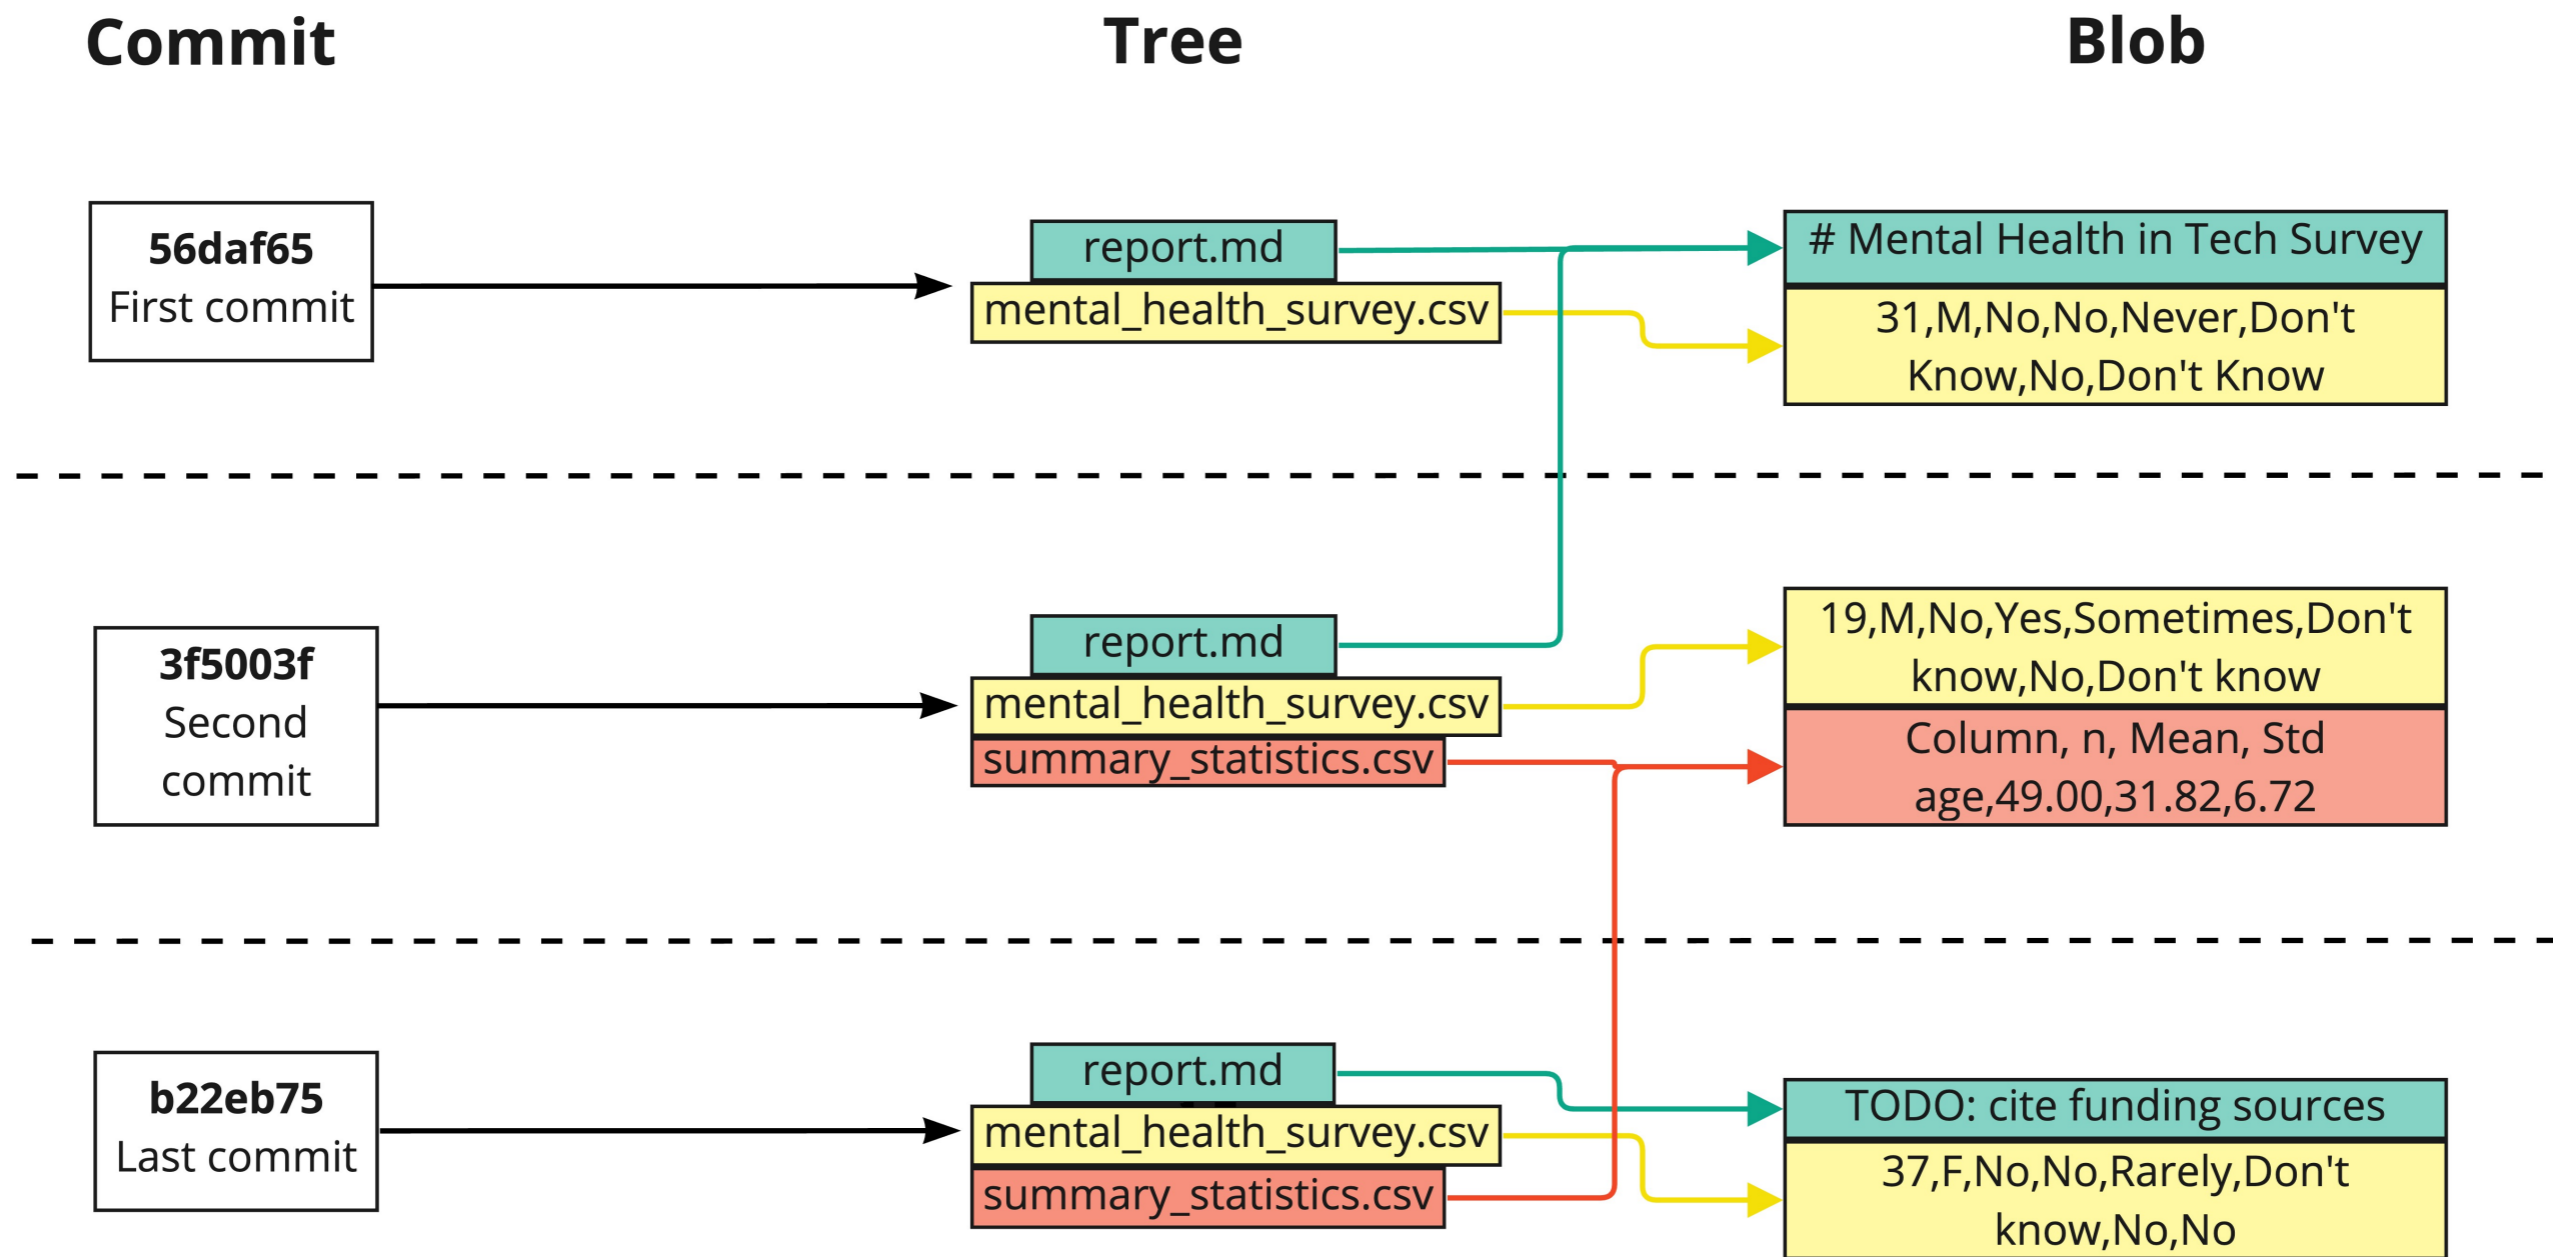 Commit
Tree
Blob
56daf65
First commit
report.md
mental_health_survey.csv
# Mental Health in Tech Survey
31,M,No,No,Never,Don't
Know,No,Don't Know
3f5003f
Second
commit
report.md
mental_health_survey.csv
summary_statistics.csv
19,M,No,Yes,Sometimes,Don't
know,No,Don't know
Column, n, Mean, Std
age,49.00,31.82,6.72
b22eb75
Last commit
report.md
mental_health_survey.csv
summary_statistics.csv
TODO: cite funding sources
37,F,No,No,Rarely,Don't
know,No,No